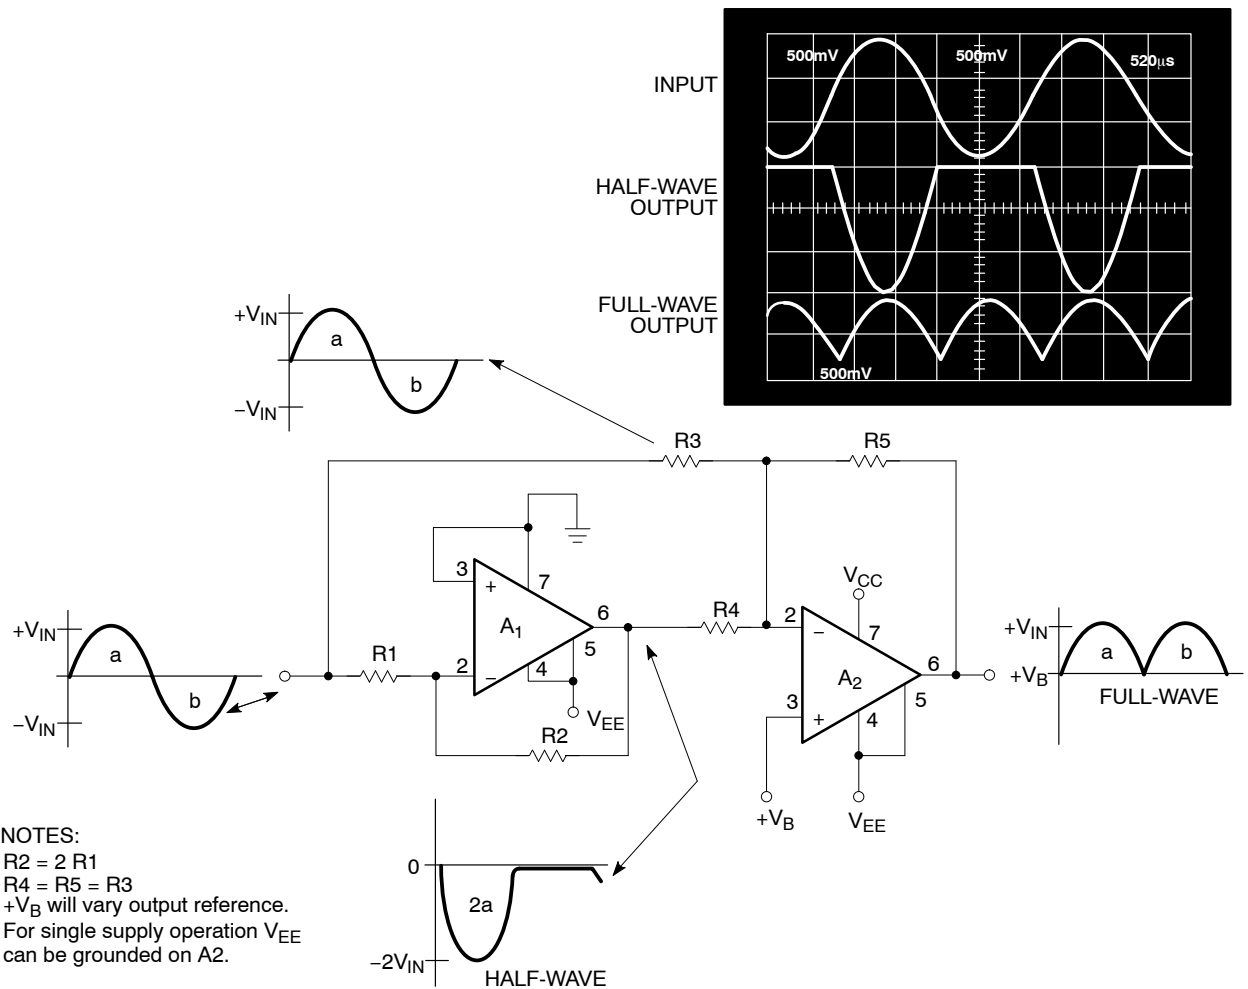 500mV 500mV 520μs
INPUT
HALF-WAVE
OUTPUT
FULL-WAVE
OUTPUT
500mV
+VIN
a
b
−VIN
R3
R5
3
+
7
A1
6
5
4
2
−
VEE
R1
R2
R4
VCC
2
−
7
A2
6
5
3
+
4
+VB
VEE
+VIN
a
b
−VIN
+VIN
a
b
+VB
FULL-WAVE
0
2a
−2VIN
HALF-WAVE
NOTES:
R2 = 2 R1
R4 = R5 = R3
+VB will vary output reference.
For single supply operation VEE
can be grounded on A2.